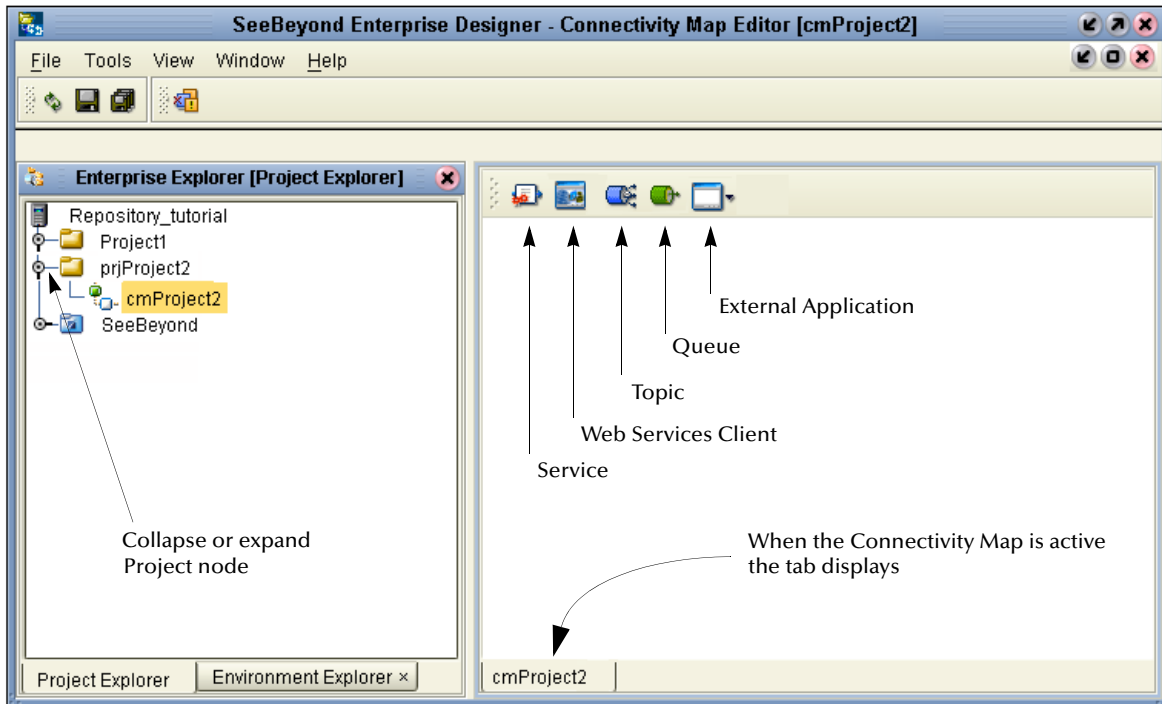 SeeBeyond Enterprise Designer - Connectivity Map Editor [cmProject2]
File Tools View Window Help
Enterprise Explorer [Project Explorer]
Repository_tutorial
Project1
prjProject2
cmProject2
SeeBeyond
External Application
Queue
Topic
Web Services Client
Service
Collapse or expand
Project node
When the Connectivity Map is active
the tab displays
Project Explorer
Environment Explorer ×
cmProject2